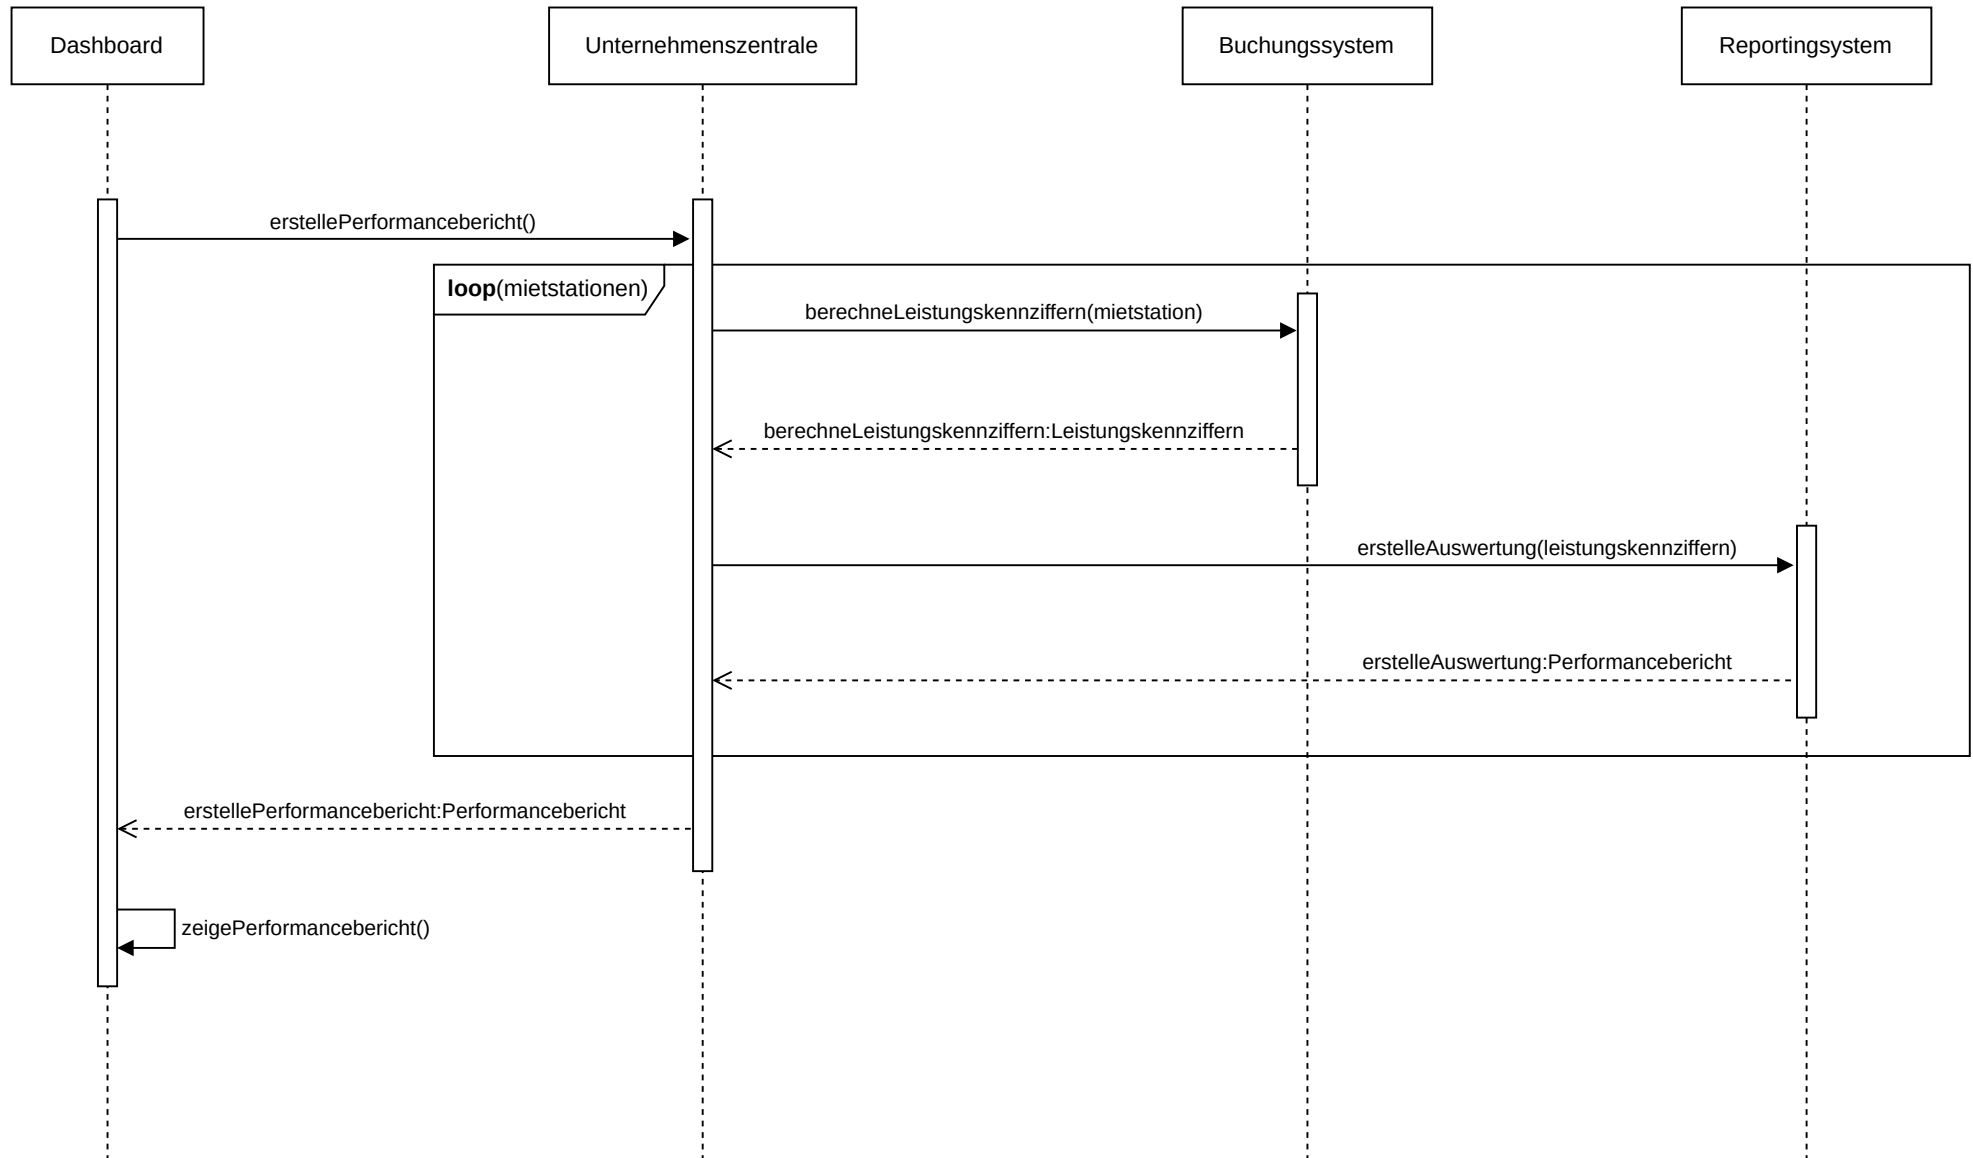 Dashboard
Unternehmenszentrale
Buchungssystem
Reportingsystem
erstellePerformancebericht()
loop(mietstationen)
berechneLeistungskennziffern(mietstation)
berechneLeistungskennziffern:Leistungskennziffern
erstelleAuswertung(leistungskennziffern)
erstelleAuswertung:Performancebericht
erstellePerformancebericht:Performancebericht
zeigePerformancebericht()